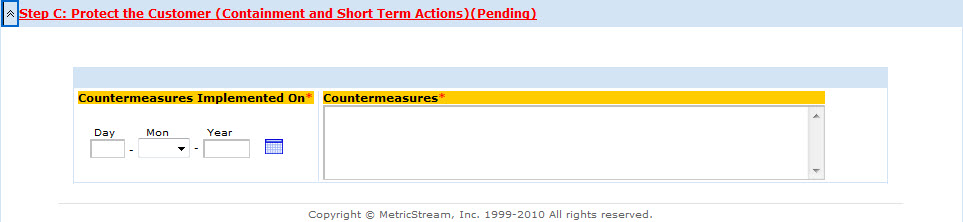 Step C: Protect the Customer (Containment and Short Term Actions)(Pending)
Countermeasures Implemented On* Countermeasures*
Day Mon Year
- -
Copyright © MetricStream, Inc. 1999-2010 All rights reserved.